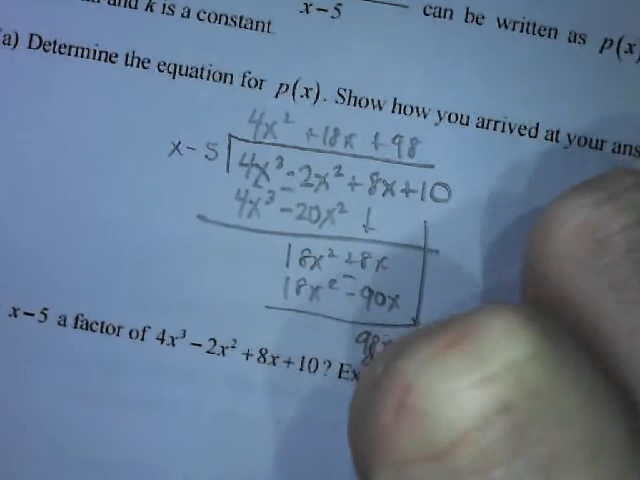 and k is a constant. x-5 can be written as p(x)
a) Determine the equation for p(x). Show how you arrived at your ans
4x² +18x +98
x-5 4x³-2x²+8x+10
4x³-20x² ↓
18x²+8x
18x²-90x
98
x-5 a factor of 4x³-2x²+8x+10? Ex